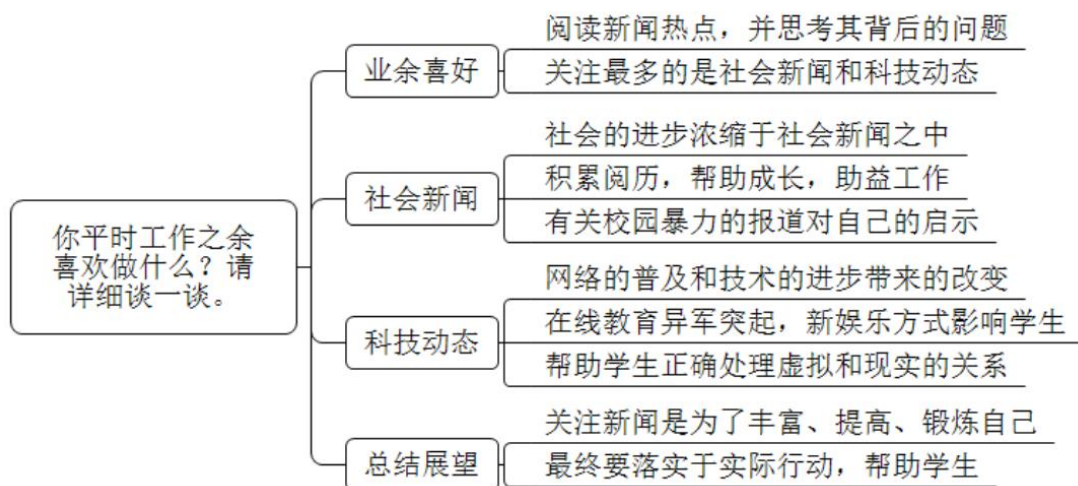 你平时工作之余
喜欢做什么？请
详细谈一谈。
业余喜好
阅读新闻热点，并思考其背后的问题
关注最多的是社会新闻和科技动态
社会新闻
社会的进步浓缩于社会新闻之中
积累阅历，帮助成长，助益工作
有关校园暴力的报道对自己的启示
科技动态
网络的普及和技术的进步带来的改变
在线教育异军突起，新娱乐方式影响学生
帮助学生正确处理虚拟和现实的关系
总结展望
关注新闻是为了丰富、提高、锻炼自己
最终要落实于实际行动，帮助学生